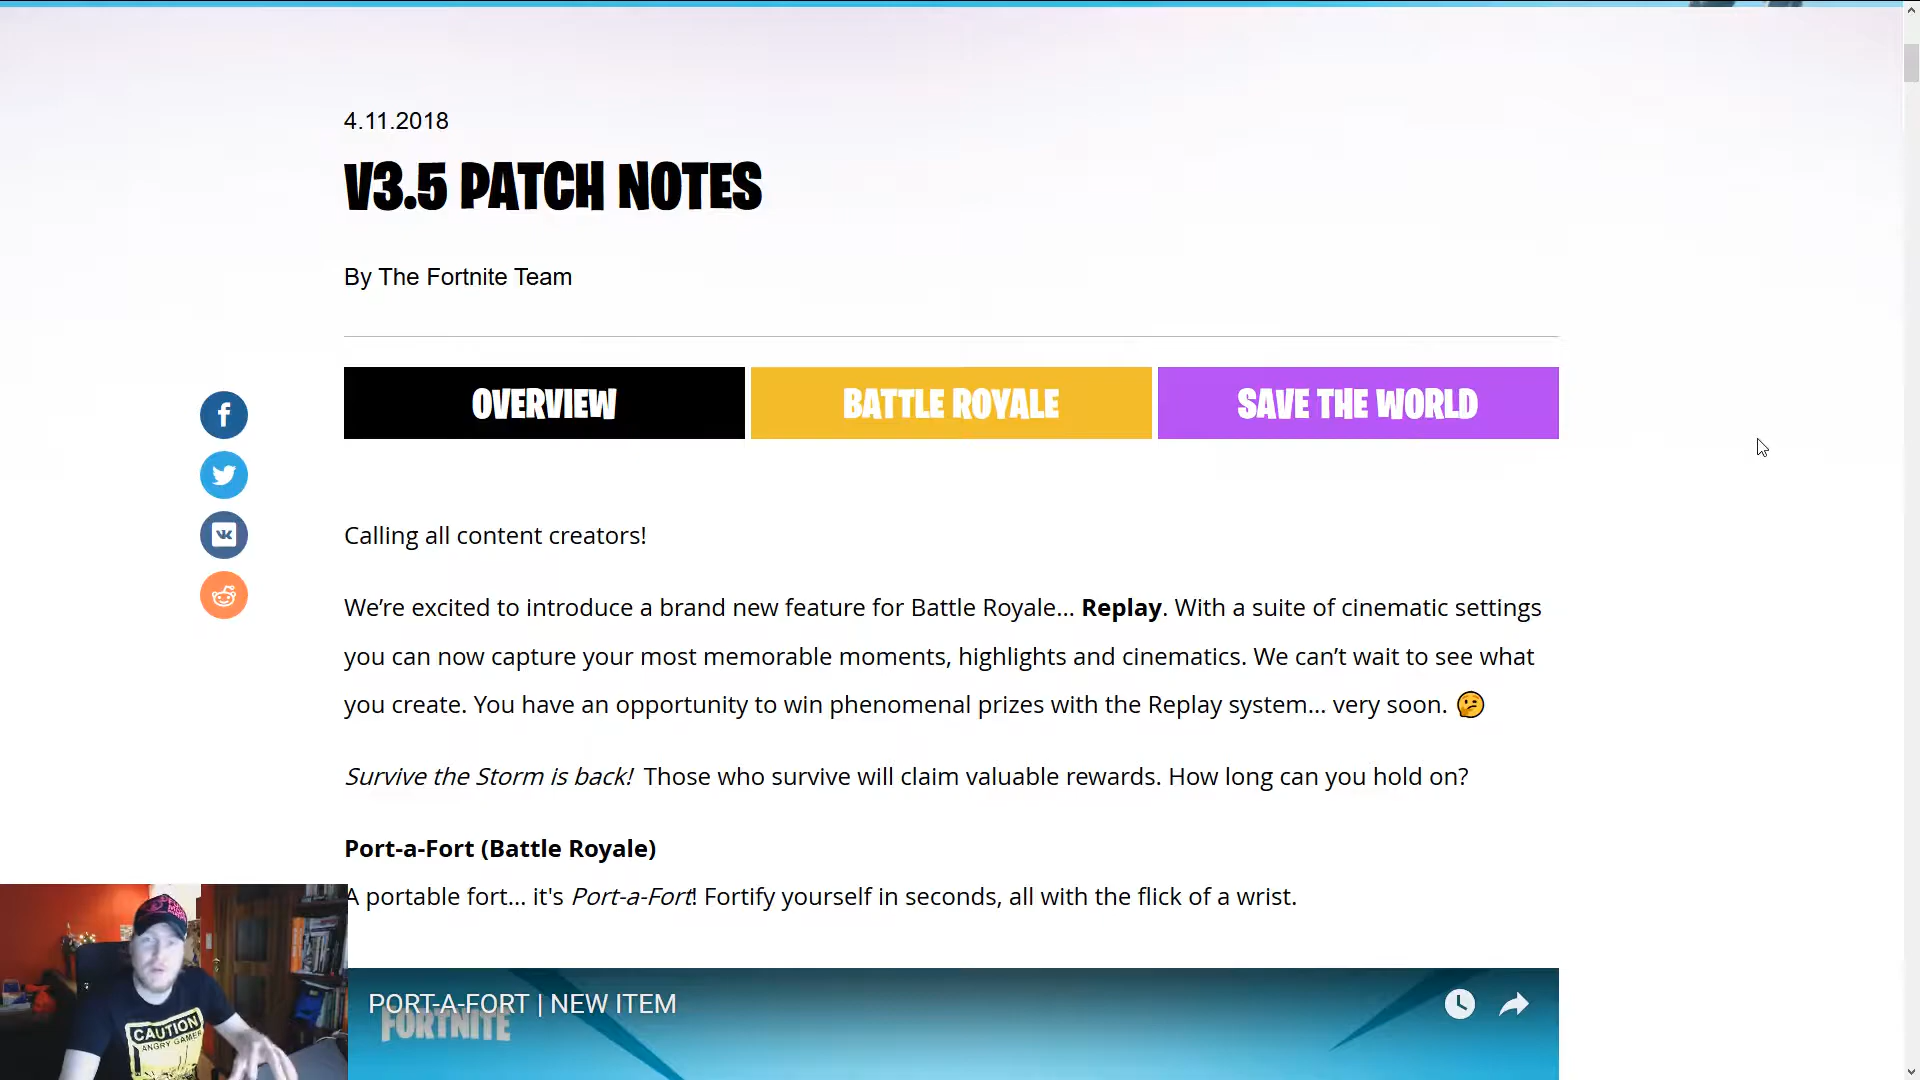 4.11.2018
V3.5 PATCH NOTES
By The Fortnite Team
OVERVIEW
BATTLE ROYALE
SAVE THE WORLD
Calling all content creators!
We’re excited to introduce a brand new feature for Battle Royale... Replay. With a suite of cinematic settings
you can now capture your most memorable moments, highlights and cinematics. We can’t wait to see what
you create. You have an opportunity to win phenomenal prizes with the Replay system... very soon. 🤔
Survive the Storm is back! Those who survive will claim valuable rewards. How long can you hold on?
Port-a-Fort (Battle Royale)
A portable fort... it's Port-a-Fort! Fortify yourself in seconds, all with the flick of a wrist.
PORT-A-FORT | NEW ITEM
FORTNITE
CAUTION
ANGRY GAMER